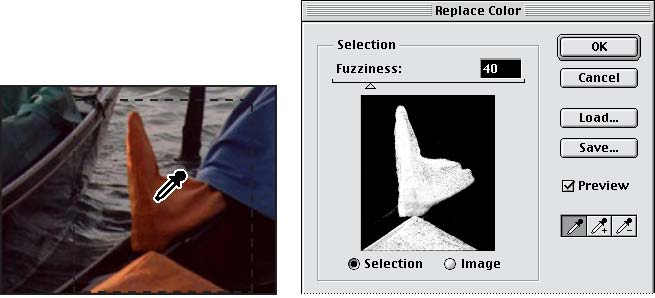 Replace Color
Selection
Fuzziness: 40
OK
Cancel
Load...
Save...
Preview
Selection Image